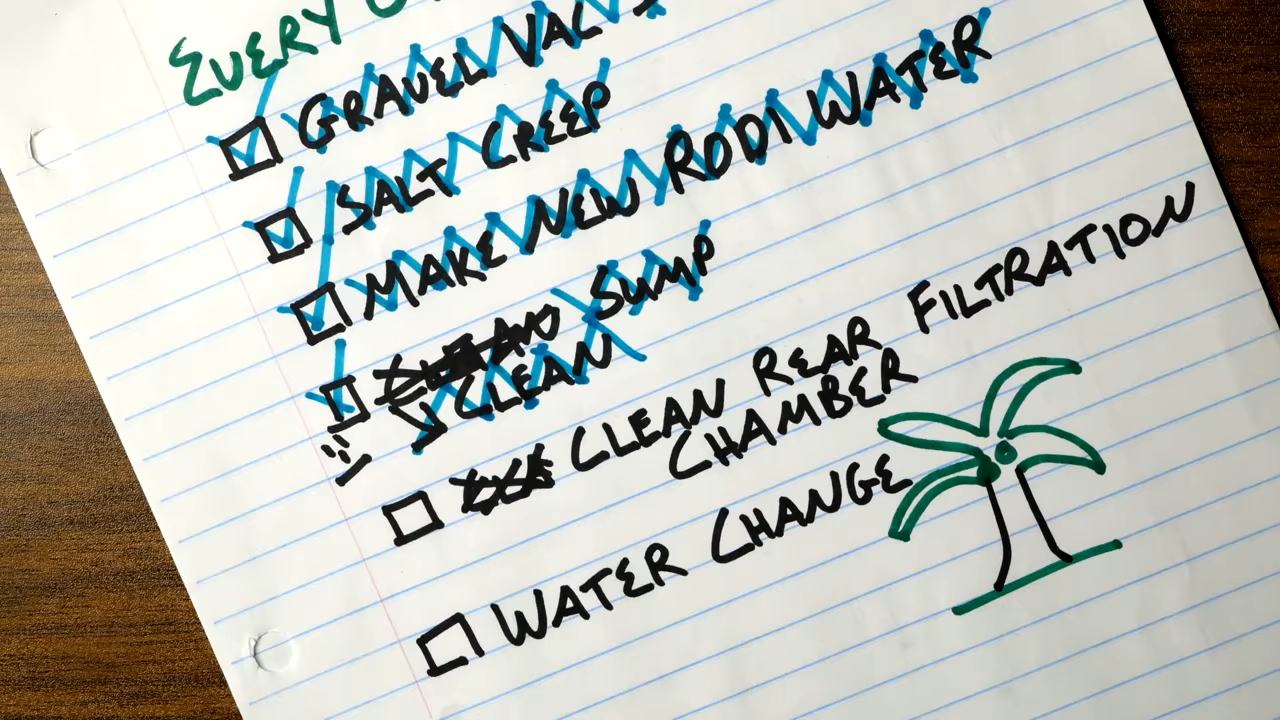 EVERY
GRAVEL VAC
SALT CREEP
MAKE NEW RODI WATER
SUMP
CLEAN
CLEAN REAR FILTRATION
CHAMBER
WATER CHANGE